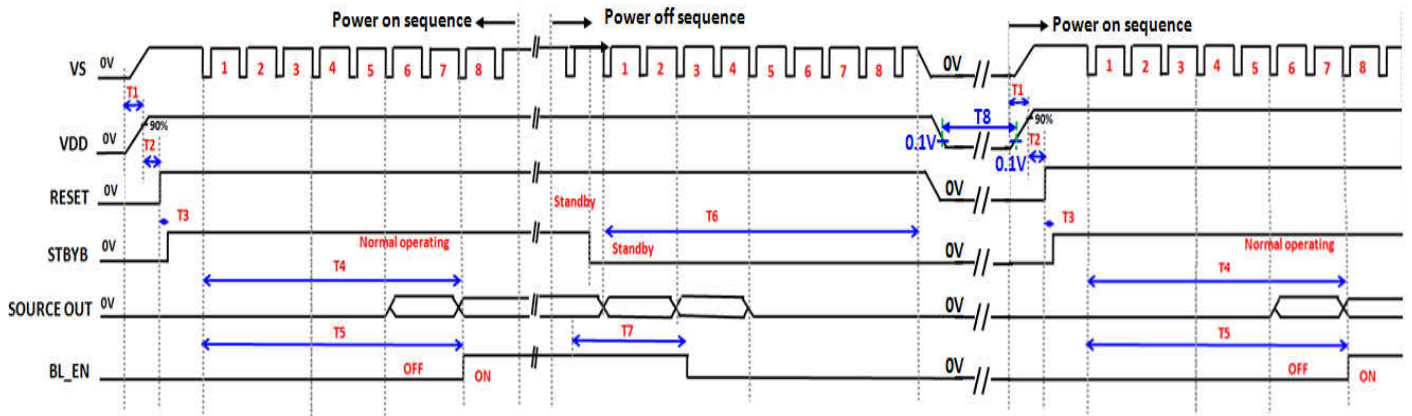 Power on sequence
Power off sequence
Power on sequence
VS 0V 1 2 3 4 5 6 7 8 1 2 3 4 5 6 7 8 0V 1 2 3 4 5 6 7 8
T1 T1
VDD 0V 90% T8 90%
T2 0.1V 0.1V T2
RESET 0V 0V
T3 Standby T6 T3
STBYB 0V Normal operating Standby 0V Normal operating
T4 T4
SOURCE OUT 0V 0V
T5 T7 T5
BL_EN OFF ON 0V OFF ON